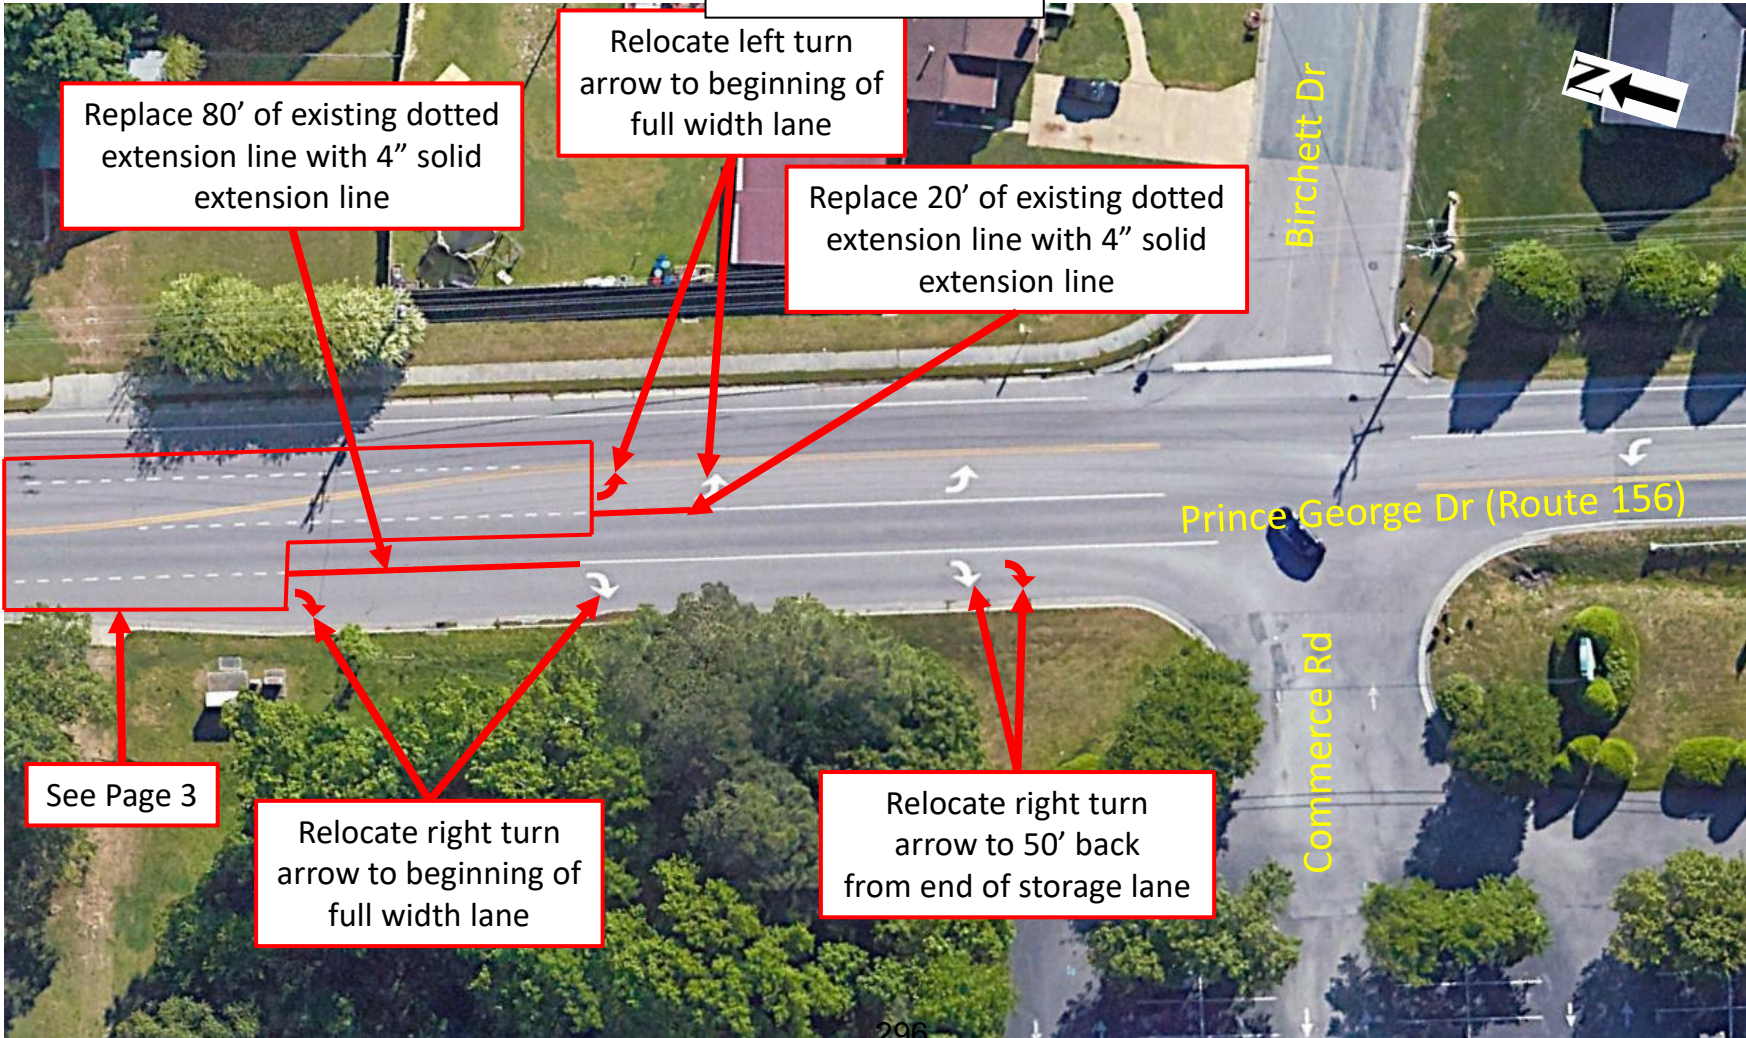 Relocate left turn
arrow to beginning of
full width lane
Replace 80’ of existing dotted
extension line with 4” solid
extension line
Replace 20’ of existing dotted
extension line with 4” solid
extension line
Birchett Dr
N
Prince George Dr (Route 156)
Commerce Rd
See Page 3
Relocate right turn
arrow to beginning of
full width lane
Relocate right turn
arrow to 50’ back
from end of storage lane
296